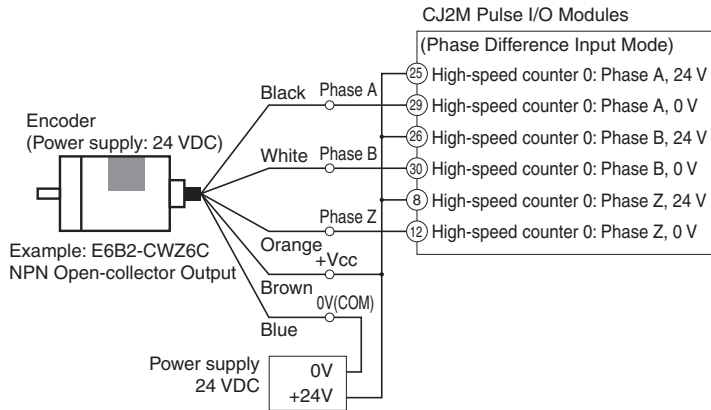 CJ2M Pulse I/O Modules
(Phase Difference Input Mode)
25 High-speed counter 0: Phase A, 24 V
Black Phase A
29 High-speed counter 0: Phase A, 0 V
Encoder
(Power supply: 24 VDC)
26 High-speed counter 0: Phase B, 24 V
White Phase B
30 High-speed counter 0: Phase B, 0 V
8 High-speed counter 0: Phase Z, 24 V
Phase Z
12 High-speed counter 0: Phase Z, 0 V
Orange
Example: E6B2-CWZ6C
NPN Open-collector Output
+Vcc
Brown
0V(COM)
Blue
Power supply
24 VDC
0V
+24V